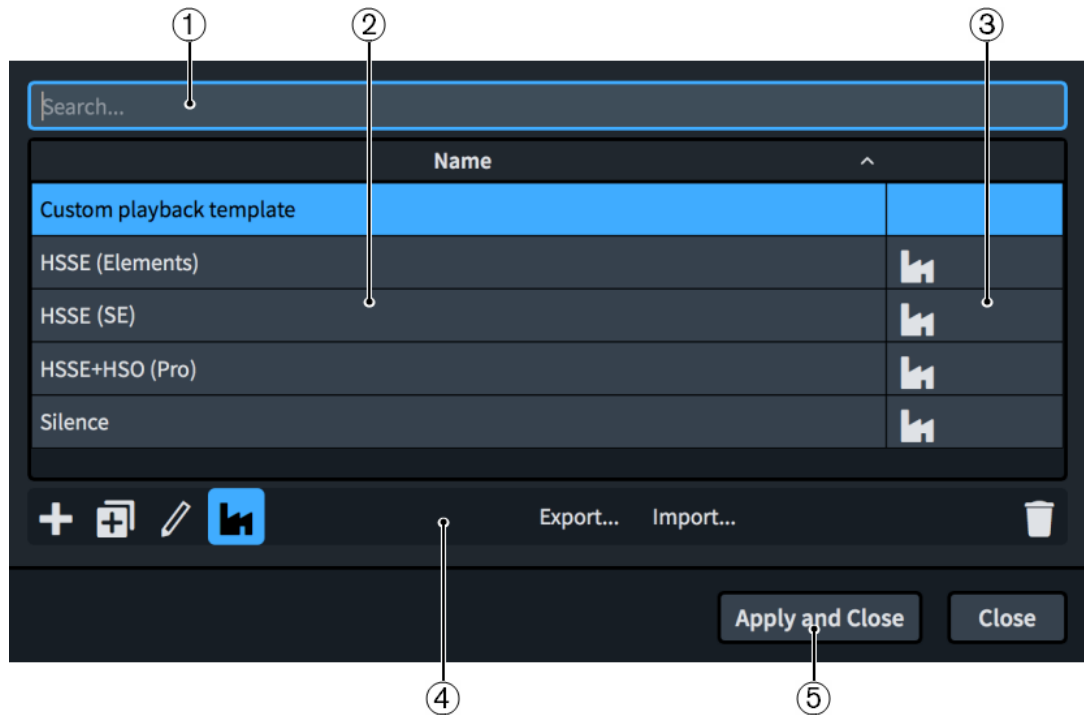 ① ② ③
Search...
Name
Custom playback template
HSSE (Elements)
HSSE (SE)
HSSE+HSO (Pro)
Silence
Export... Import...
Apply and Close Close
④ ⑤